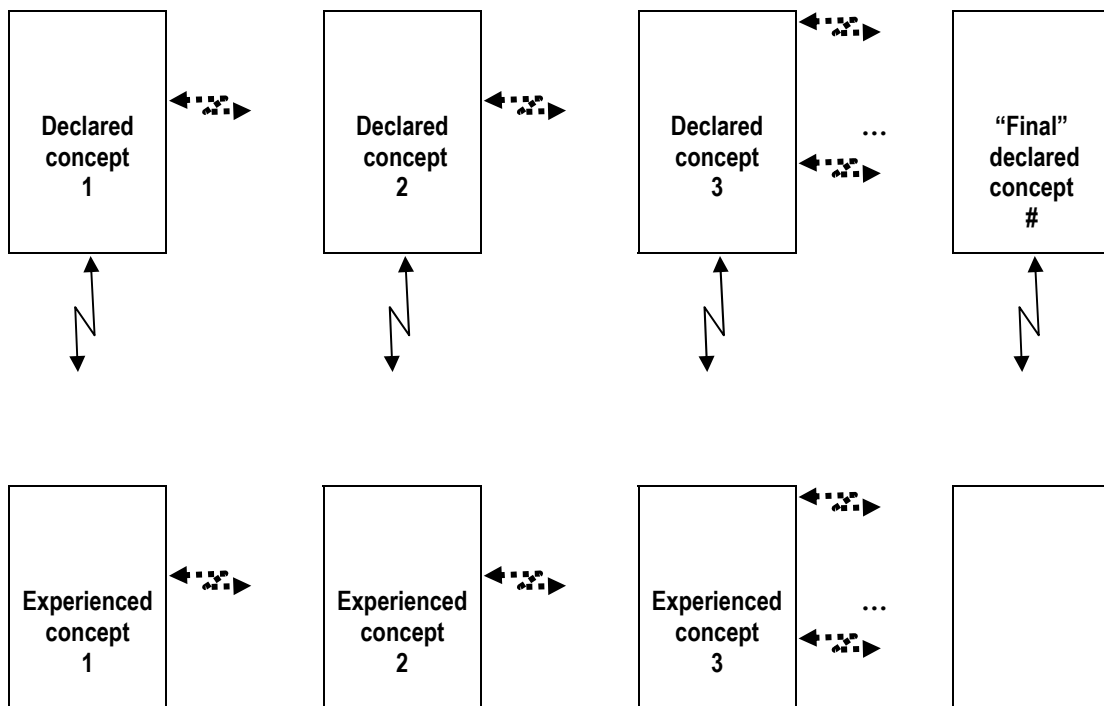 Declared
concept
1
Declared
concept
2
Declared
concept
3
...
“Final”
declared
concept
#
Experienced
concept
1
Experienced
concept
2
Experienced
concept
3
...